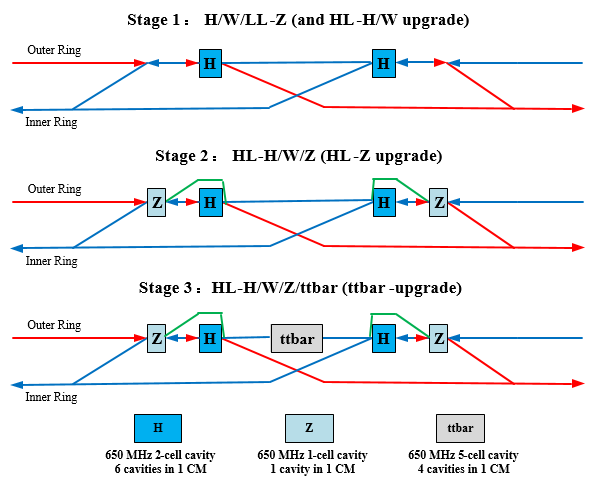 Stage 1： H/W/LL-Z (and HL-H/W upgrade)
Outer Ring
H H
Inner Ring
Stage 2： HL-H/W/Z (HL-Z upgrade)
Outer Ring
Z H H Z
Inner Ring
Stage 3：HL-H/W/Z/ttbar (ttbar -upgrade)
Outer Ring
Z H ttbar H Z
Inner Ring
H Z ttbar
650 MHz 2-cell cavity 650 MHz 1-cell cavity 650 MHz 5-cell cavity
6 cavities in 1 CM 1 cavity in 1 CM 4 cavities in 1 CM